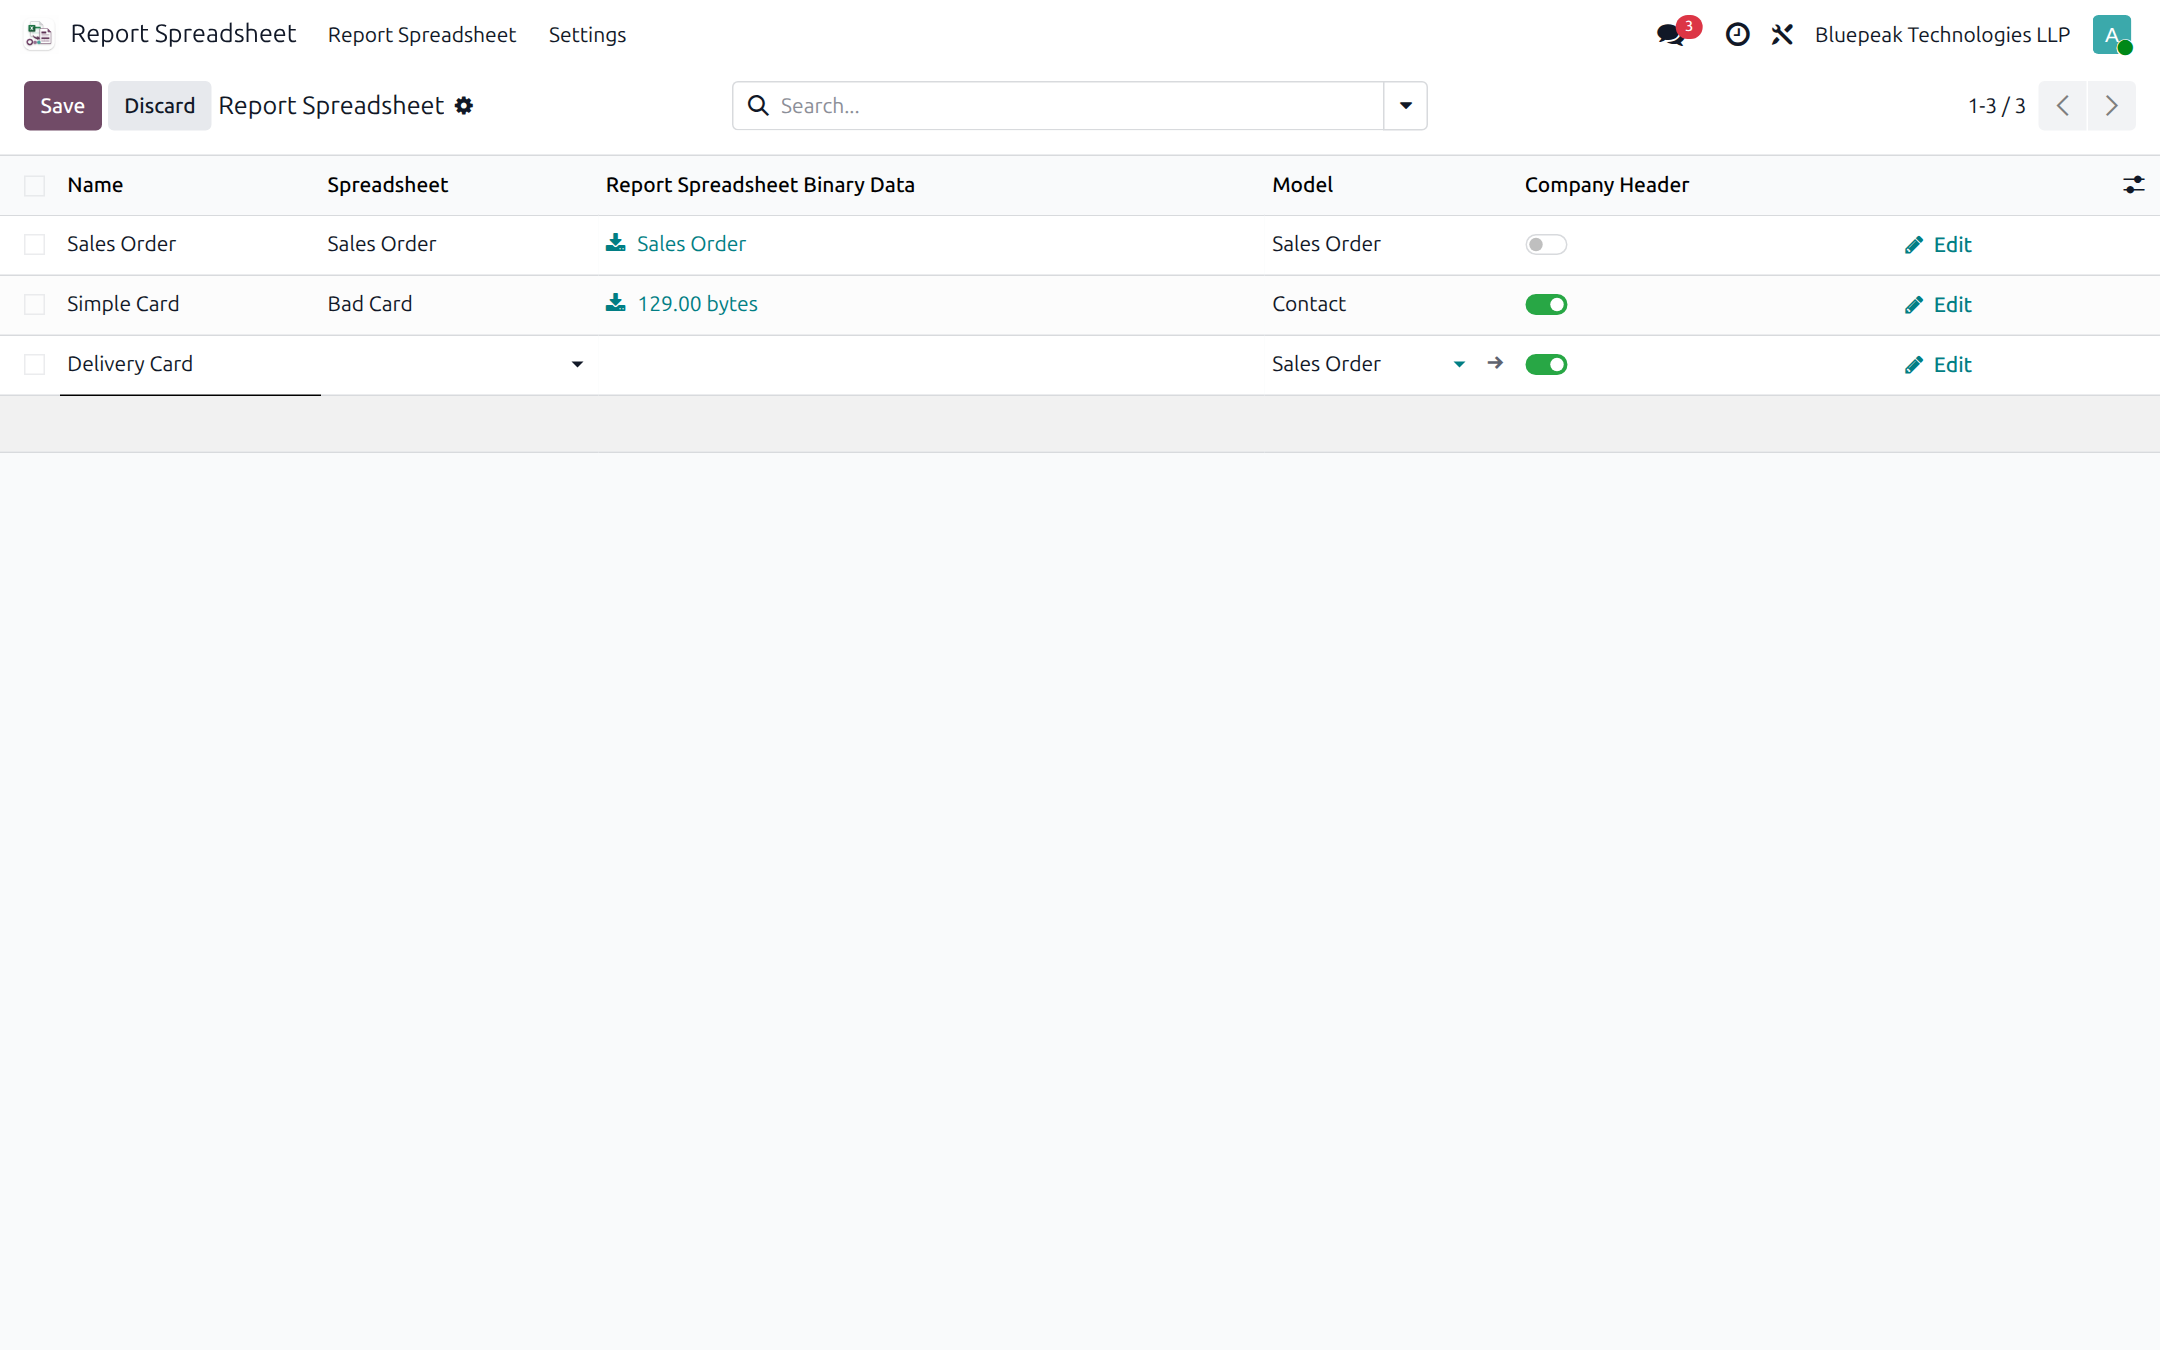 Report Spreadsheet Report Spreadsheet Settings 3 Bluepeak Technologies LLP A
Save Discard Report Spreadsheet Search... 1-3 / 3
Name Spreadsheet Report Spreadsheet Binary Data Model Company Header
Sales Order Sales Order Sales Order Sales Order Edit
Simple Card Bad Card 129.00 bytes Contact Edit
Delivery Card Sales Order Edit